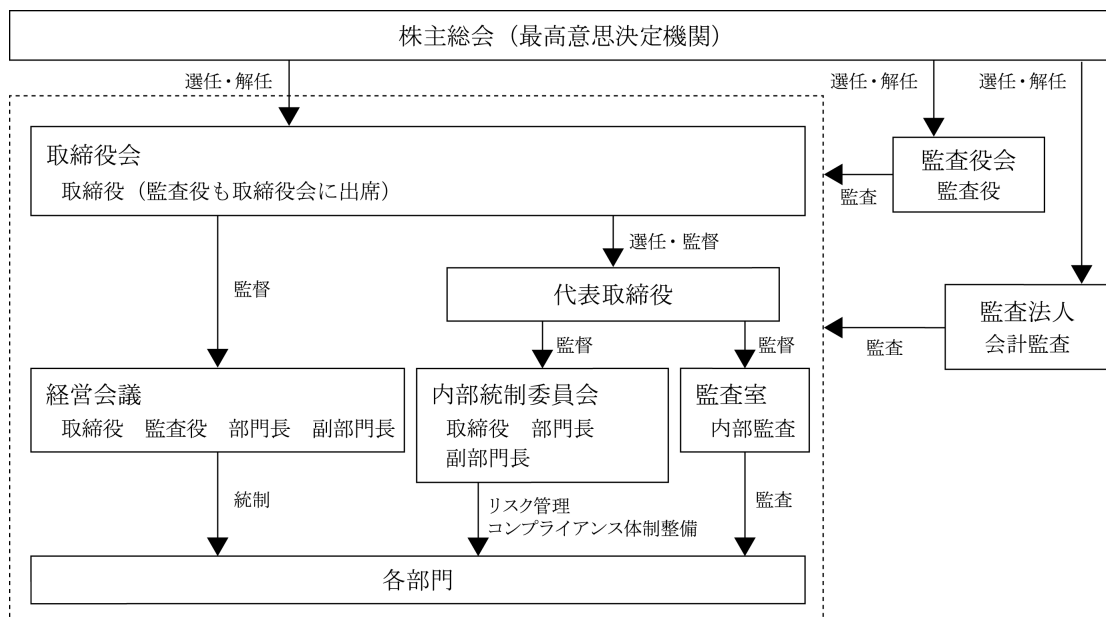 株主総会（最高意思決定機関）
選任・解任
選任・解任
選任・解任
取締役会
取締役（監査役も取締役会に出席）
監査役会
監査役
監査
選任・監督
監督
代表取締役
監査法人
会計監査
監査
監督
監督
経営会議
取締役　監査役　部門長　副部門長
内部統制委員会
取締役　部門長
副部門長
監査室
内部監査
統制
リスク管理
コンプライアンス体制整備
監査
各部門